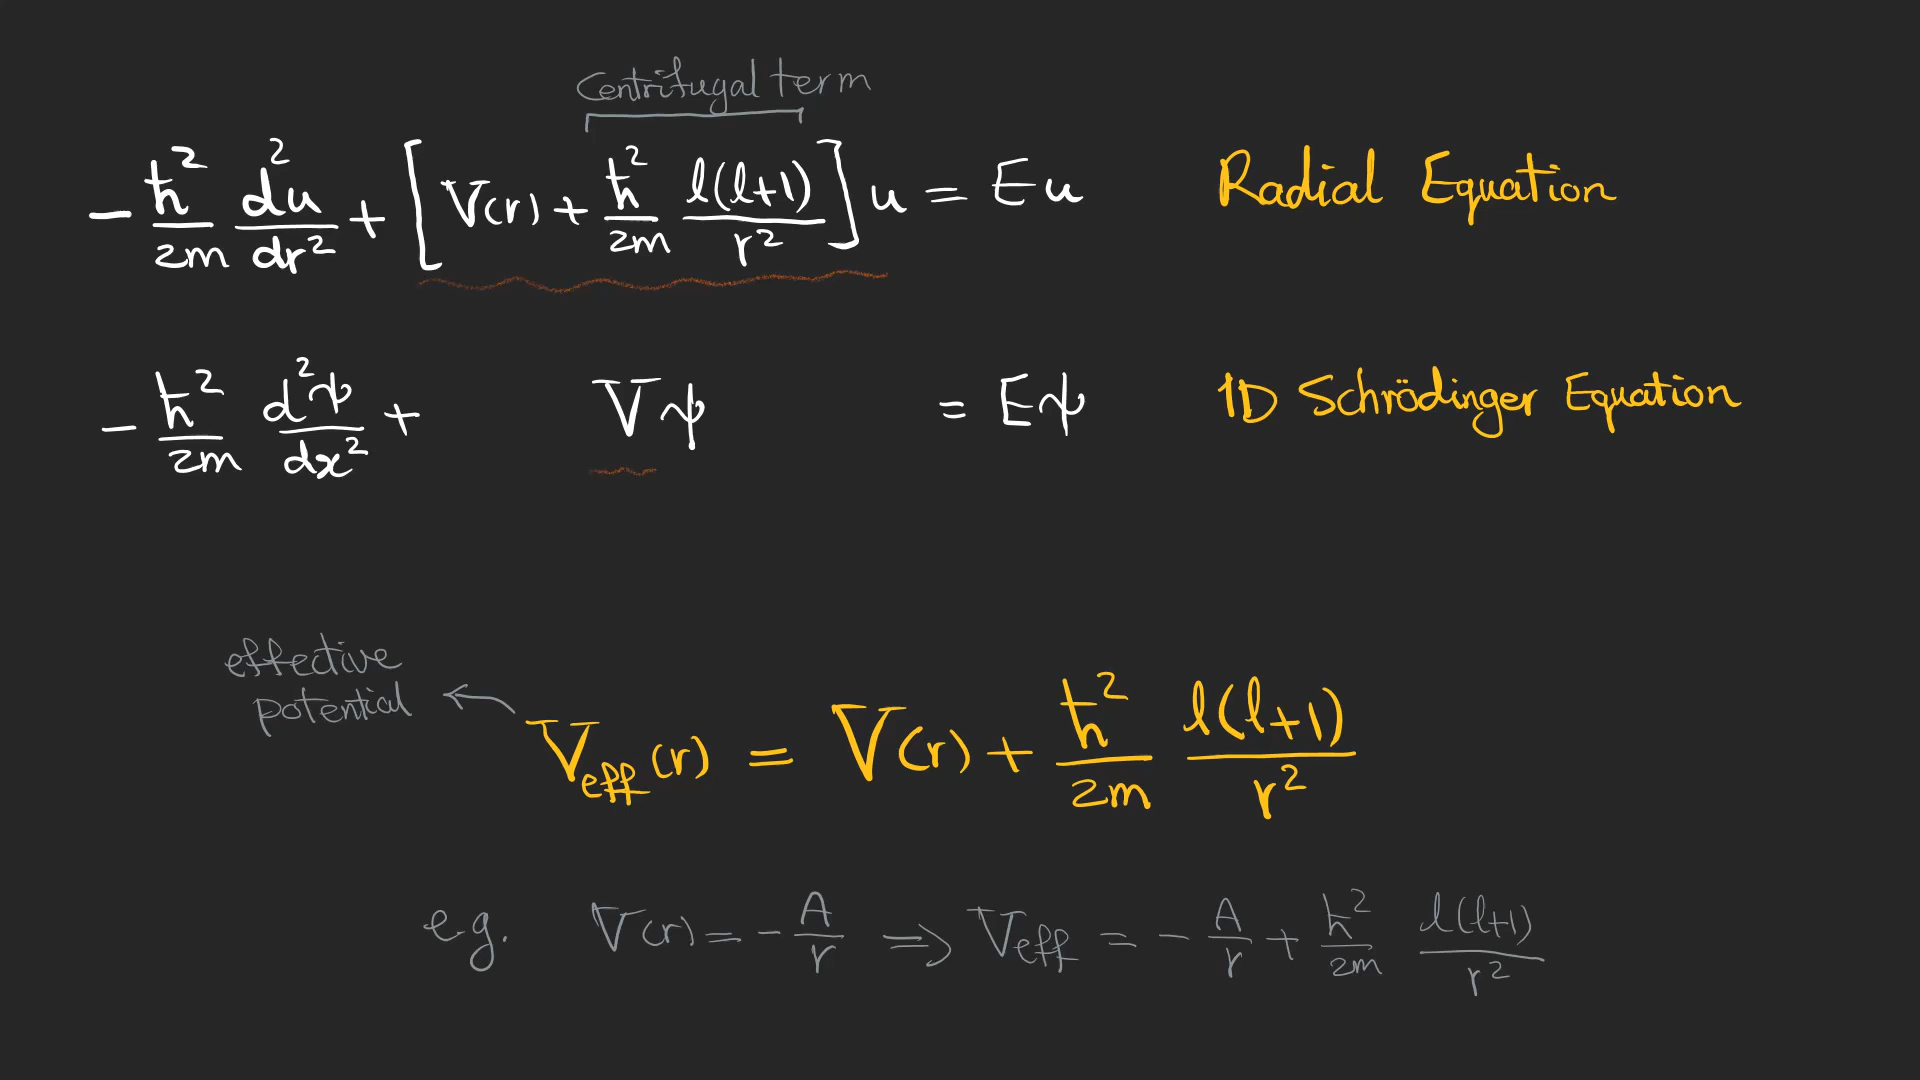 Centrifugal term
-ħ²/2m d²u/dr² + [V(r) + ħ²/2m l(l+1)/r²]u = Eu Radial Equation
-ħ²/2m d²ψ/dx² + Vψ = Eψ 1D Schrödinger Equation
effective
potential
V_eff(r) = V(r) + ħ²/2m l(l+1)/r²
e.g. V(r) = -A/r ⇒ V_eff = -A/r + ħ²/2m l(l+1)/r²